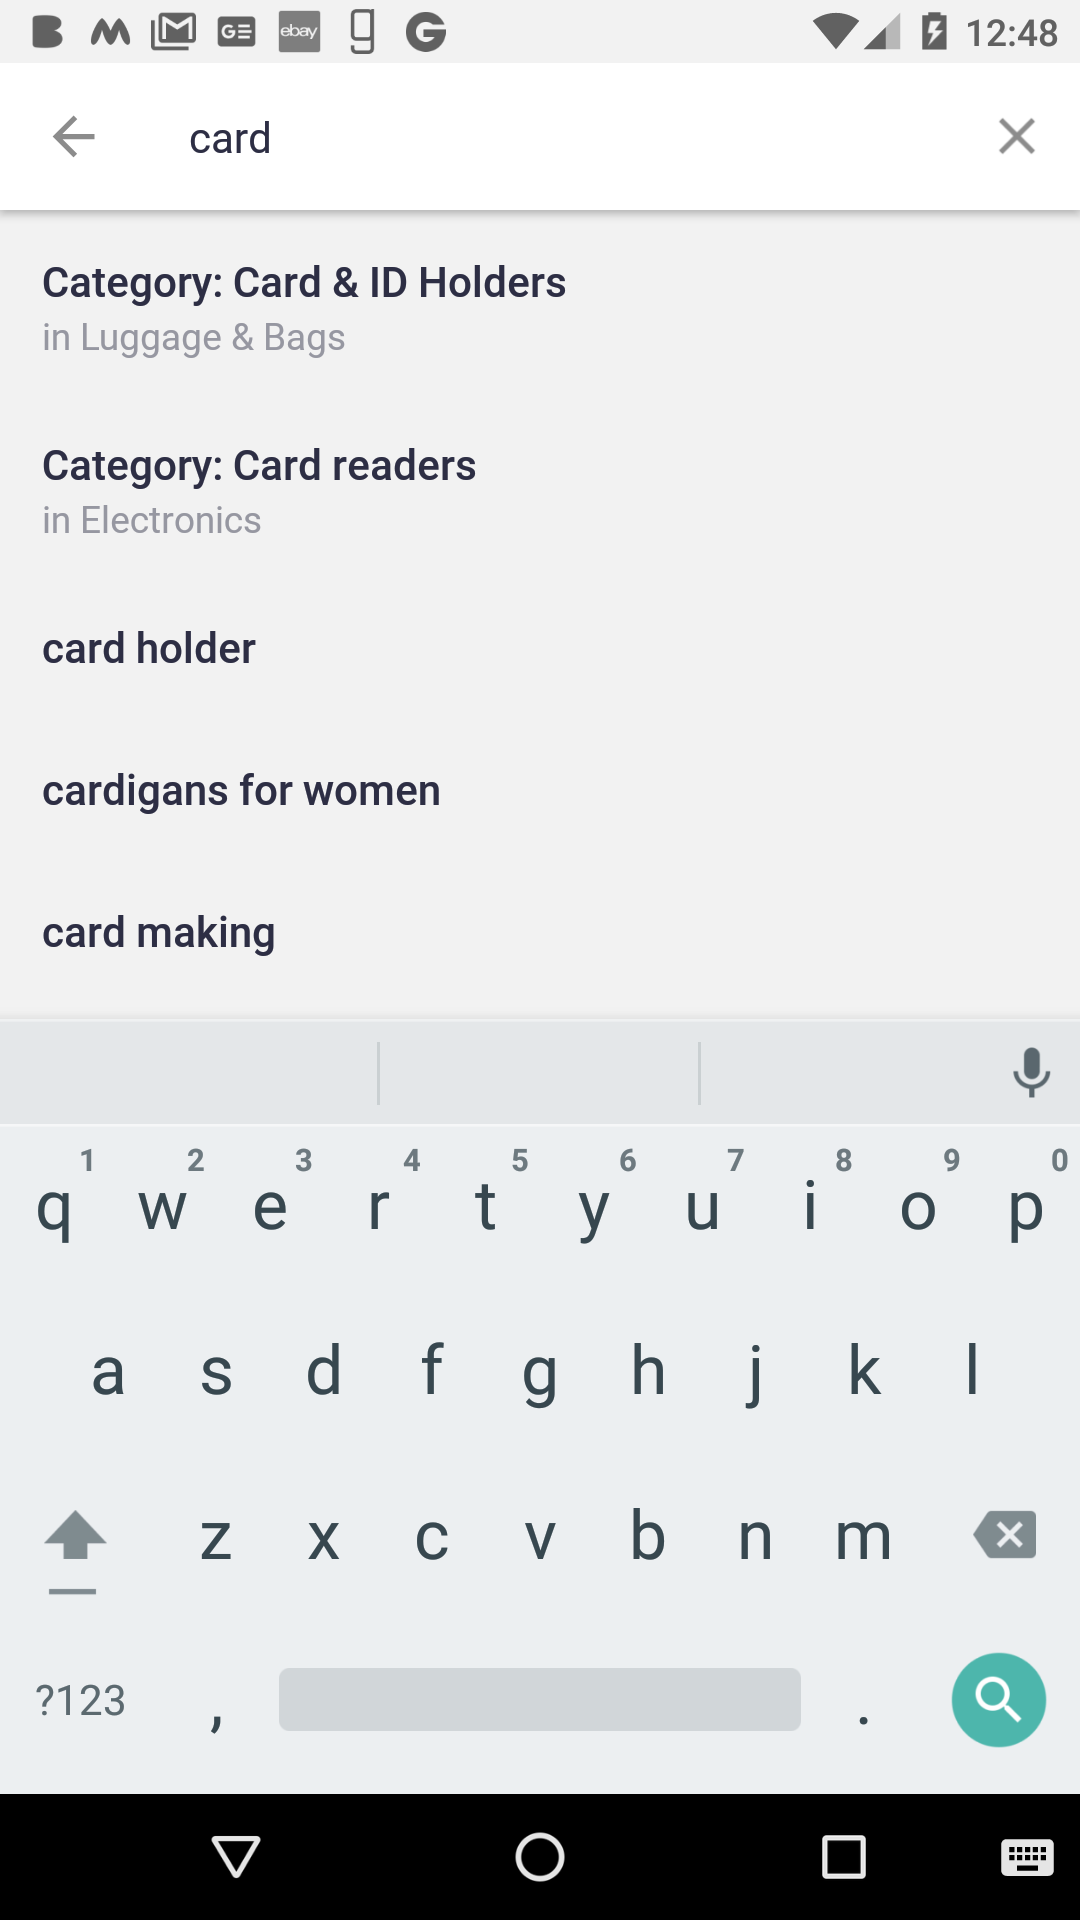 GE ebay g G 12:48
card
Category: Card & ID Holders
in Luggage & Bags
Category: Card readers
in Electronics
card holder
cardigans for women
card making
1 2 3 4 5 6 7 8 9 0
q w e r t y u i o p
a s d f g h j k l
z x c v b n m
?123 , .